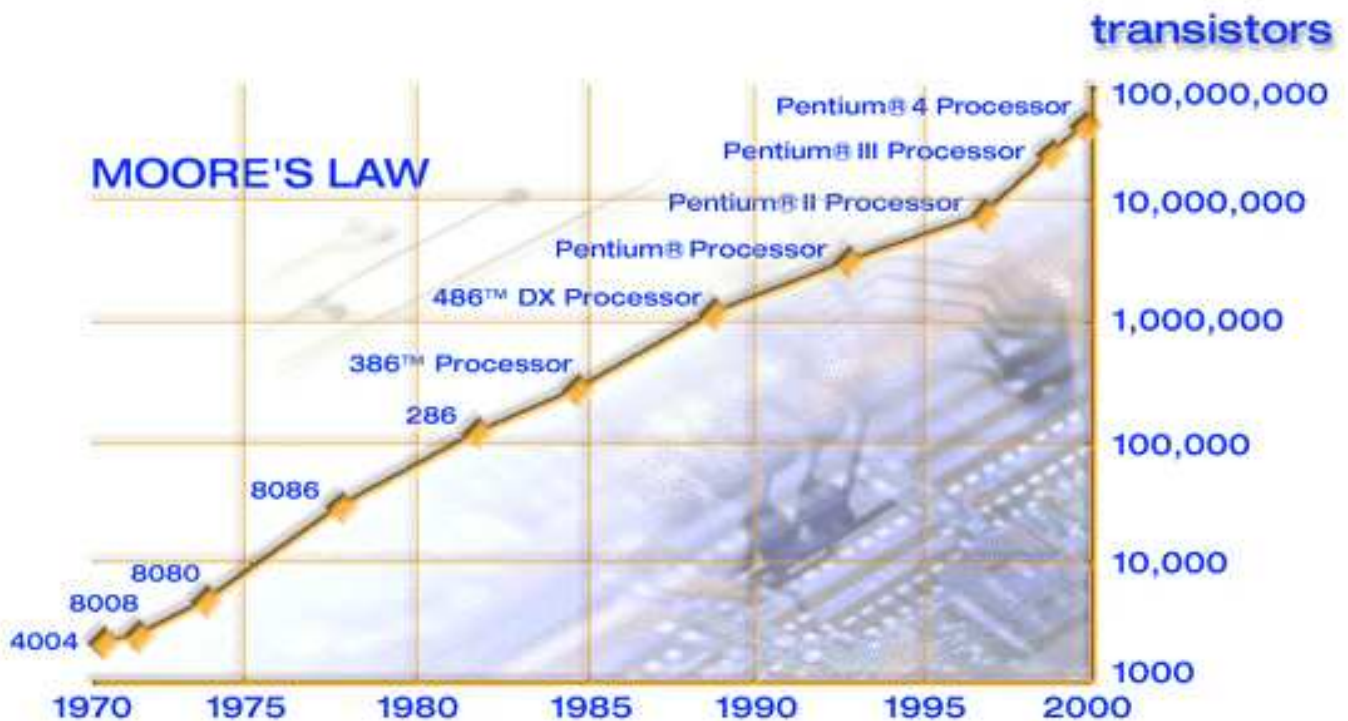 transistors
100,000,000
Pentium® 4 Processor
Pentium® III Processor
MOORE'S LAW
10,000,000
Pentium® II Processor
Pentium® Processor
486™ DX Processor
1,000,000
386™ Processor
286
100,000
8086
8080
10,000
8008
4004
1000
1970 1975 1980 1985 1990 1995 2000